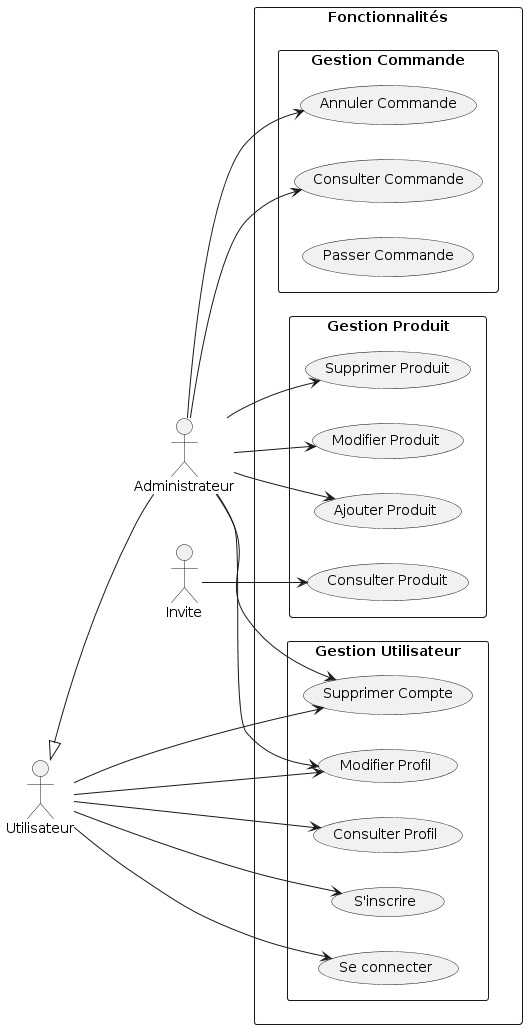 Fonctionnalités
Gestion Commande
Annuler Commande
Consulter Commande
Passer Commande
Gestion Produit
Supprimer Produit
Modifier Produit
Ajouter Produit
Consulter Produit
Gestion Utilisateur
Supprimer Compte
Modifier Profil
Consulter Profil
S'inscrire
Se connecter
Administrateur
Invite
Utilisateur